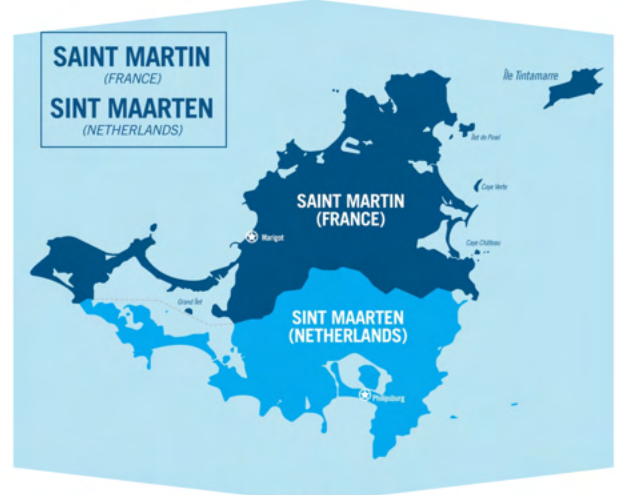 SAINT MARTIN
(FRANCE)
SINT MAARTEN
(NETHERLANDS)
Île Tintamarre
Îlet de Pinel
Caye Verte
SAINT MARTIN
(FRANCE)
Marigot
Caye Château
Grand Îlet
SINT MAARTEN
(NETHERLANDS)
Philipsburg